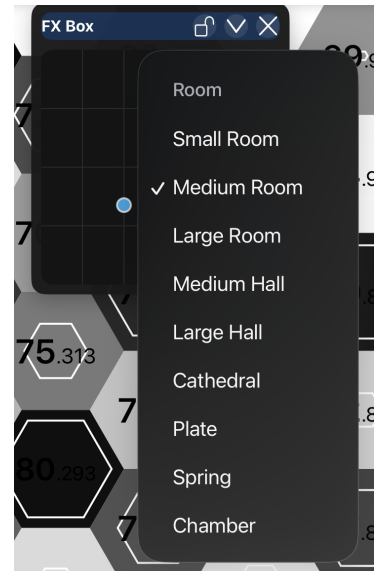 FX Box
Room
Small Room
Medium Room
Large Room
Medium Hall
Large Hall
Cathedral
Plate
Spring
Chamber
75.313
80.293